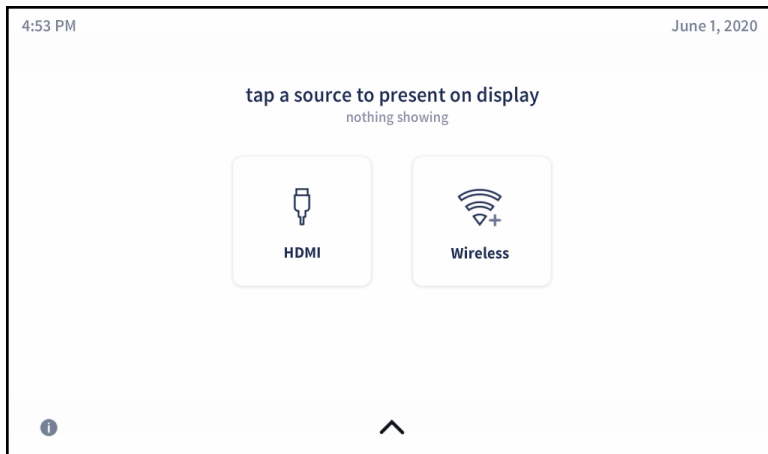 4:53 PM
June 1, 2020
tap a source to present on display
nothing showing
HDMI
Wireless